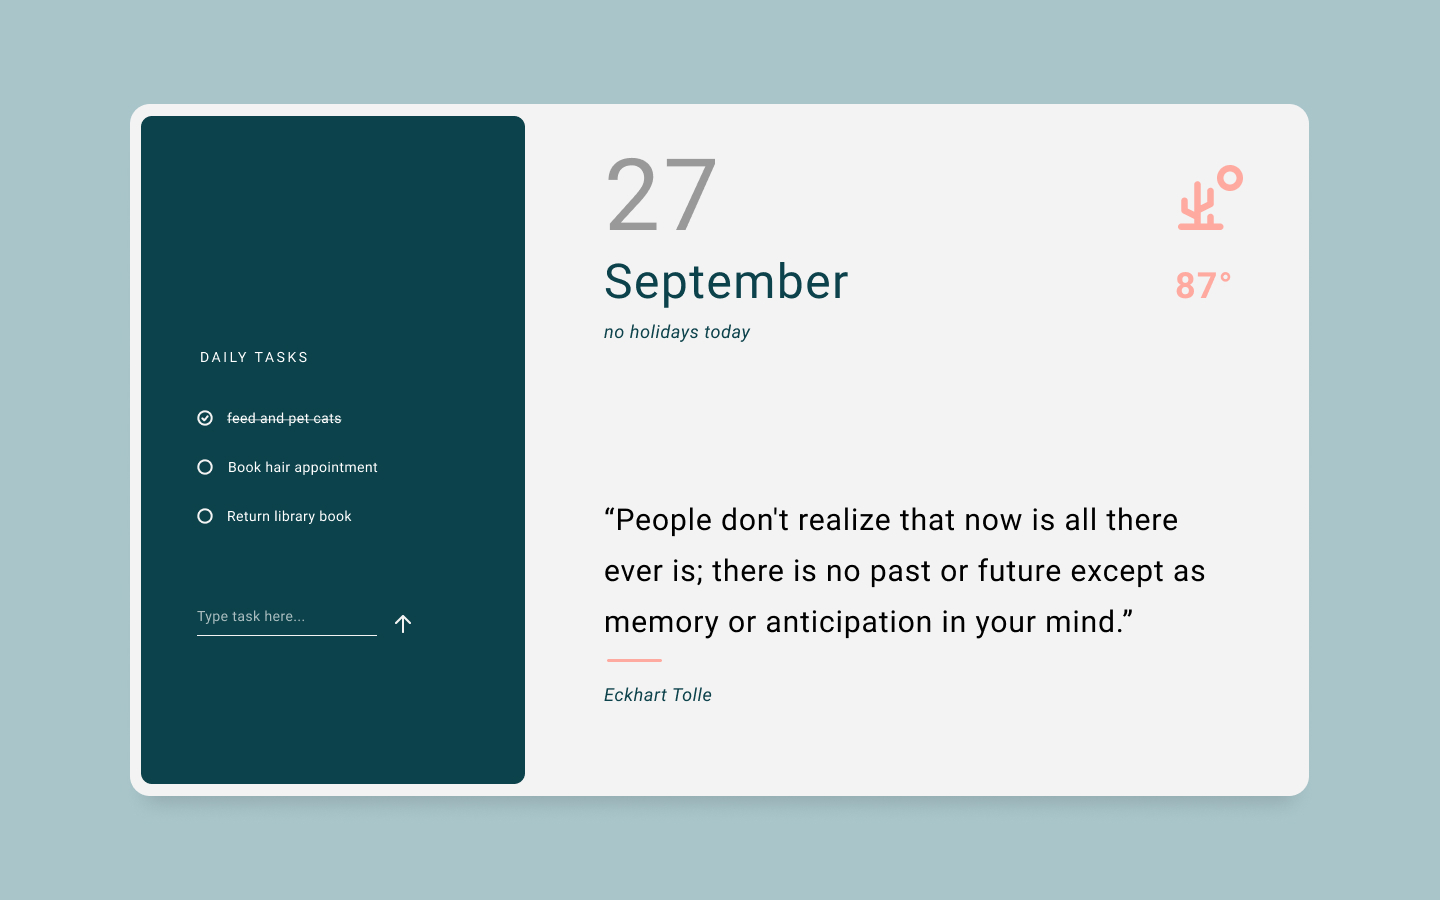 DAILY TASKS
feed and pet cats
Book hair appointment
Return library book
Type task here...
27
September
no holidays today
87°
“People don't realize that now is all there
ever is; there is no past or future except as
memory or anticipation in your mind.”
Eckhart Tolle